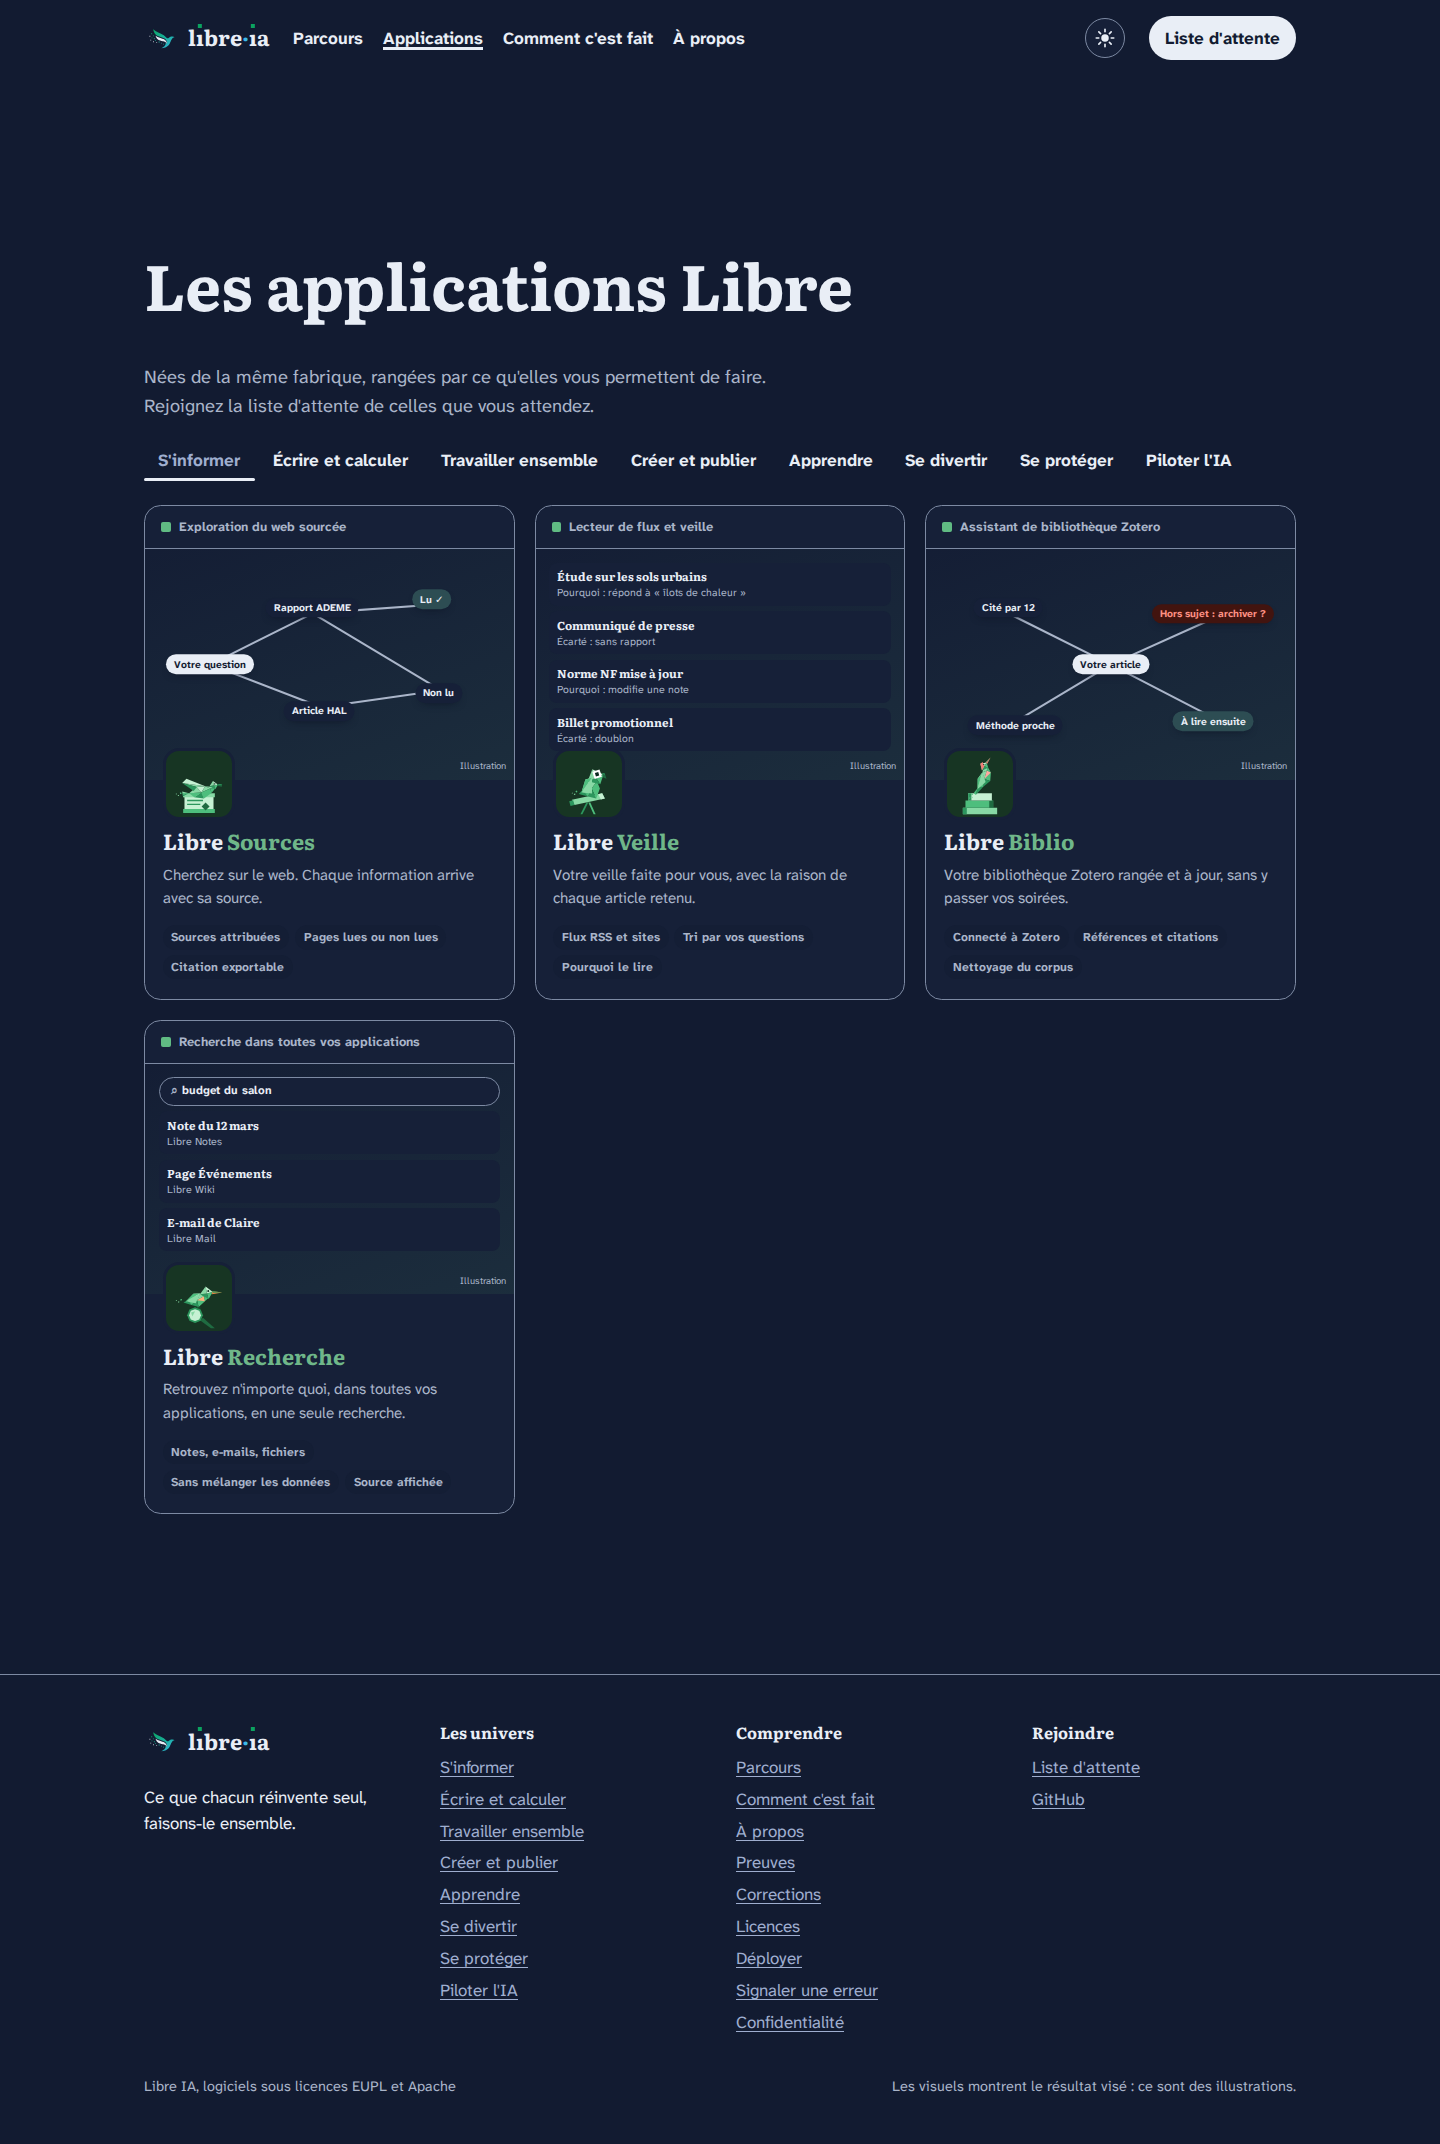 libre·ia
Parcours
Applications
Comment c'est fait
À propos
Liste d'attente
Les applications Libre
Nées de la même fabrique, rangées par ce qu'elles vous permettent de faire.
Rejoignez la liste d'attente de celles que vous attendez.
S'informer
Écrire et calculer
Travailler ensemble
Créer et publier
Apprendre
Se divertir
Se protéger
Piloter l'IA
Exploration du web sourcée
Rapport ADEME
Lu ✓
Votre question
Non lu
Article HAL
Illustration
Libre Sources
Cherchez sur le web. Chaque information arrive
avec sa source.
Sources attribuées
Pages lues ou non lues
Citation exportable
Lecteur de flux et veille
Étude sur les sols urbains
Pourquoi : répond à « îlots de chaleur »
Communiqué de presse
Écarté : sans rapport
Norme NF mise à jour
Pourquoi : modifie une note
Billet promotionnel
Écarté : doublon
Illustration
Libre Veille
Votre veille faite pour vous, avec la raison de
chaque article retenu.
Flux RSS et sites
Tri par vos questions
Pourquoi le lire
Assistant de bibliothèque Zotero
Cité par 12
Hors sujet : archiver ?
Votre article
Méthode proche
À lire ensuite
Illustration
Libre Biblio
Votre bibliothèque Zotero rangée et à jour, sans y
passer vos soirées.
Connecté à Zotero
Références et citations
Nettoyage du corpus
Recherche dans toutes vos applications
⌕ budget du salon
Note du 12 mars
Libre Notes
Page Événements
Libre Wiki
E-mail de Claire
Libre Mail
Illustration
Libre Recherche
Retrouvez n'importe quoi, dans toutes vos
applications, en une seule recherche.
Notes, e-mails, fichiers
Sans mélanger les données
Source affichée
libre·ia
Ce que chacun réinvente seul,
faisons-le ensemble.
Les univers
S'informer
Écrire et calculer
Travailler ensemble
Créer et publier
Apprendre
Se divertir
Se protéger
Piloter l'IA
Comprendre
Parcours
Comment c'est fait
À propos
Preuves
Corrections
Licences
Déployer
Signaler une erreur
Confidentialité
Rejoindre
Liste d'attente
GitHub
Libre IA, logiciels sous licences EUPL et Apache
Les visuels montrent le résultat visé : ce sont des illustrations.